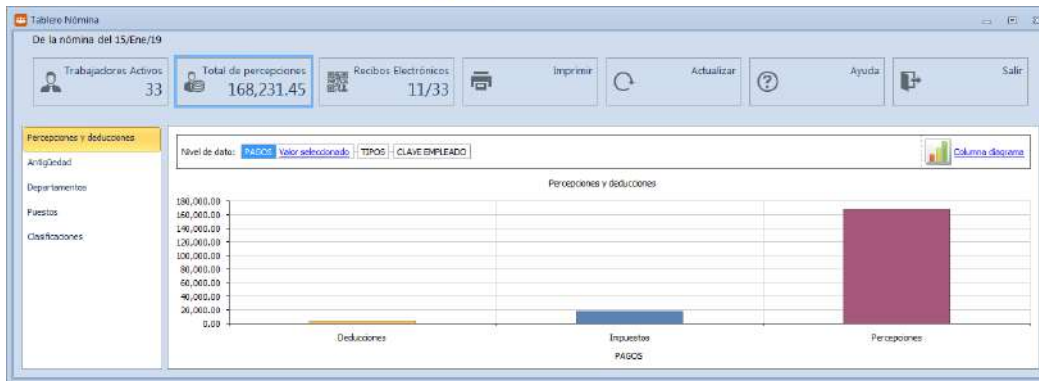 Tablero Nómina
De la nómina del 15/Ene/19
Trabajadores Activos
33
Total de percepciones
168,231.45
Recibos Electrónicos
11/33
Imprimir
Actualizar
Ayuda
Salir
Percepciones y deducciones
Antigüedad
Departamentos
Puestos
Clasificaciones
Nivel de dato: PAGOS Valor seleccionado TIPOS CLAVE EMPLEADO
Columna diagrama
Percepciones y deducciones
180,000.00
160,000.00
140,000.00
120,000.00
100,000.00
80,000.00
60,000.00
40,000.00
20,000.00
0.00
Deducciones Impuestos Percepciones
PAGOS